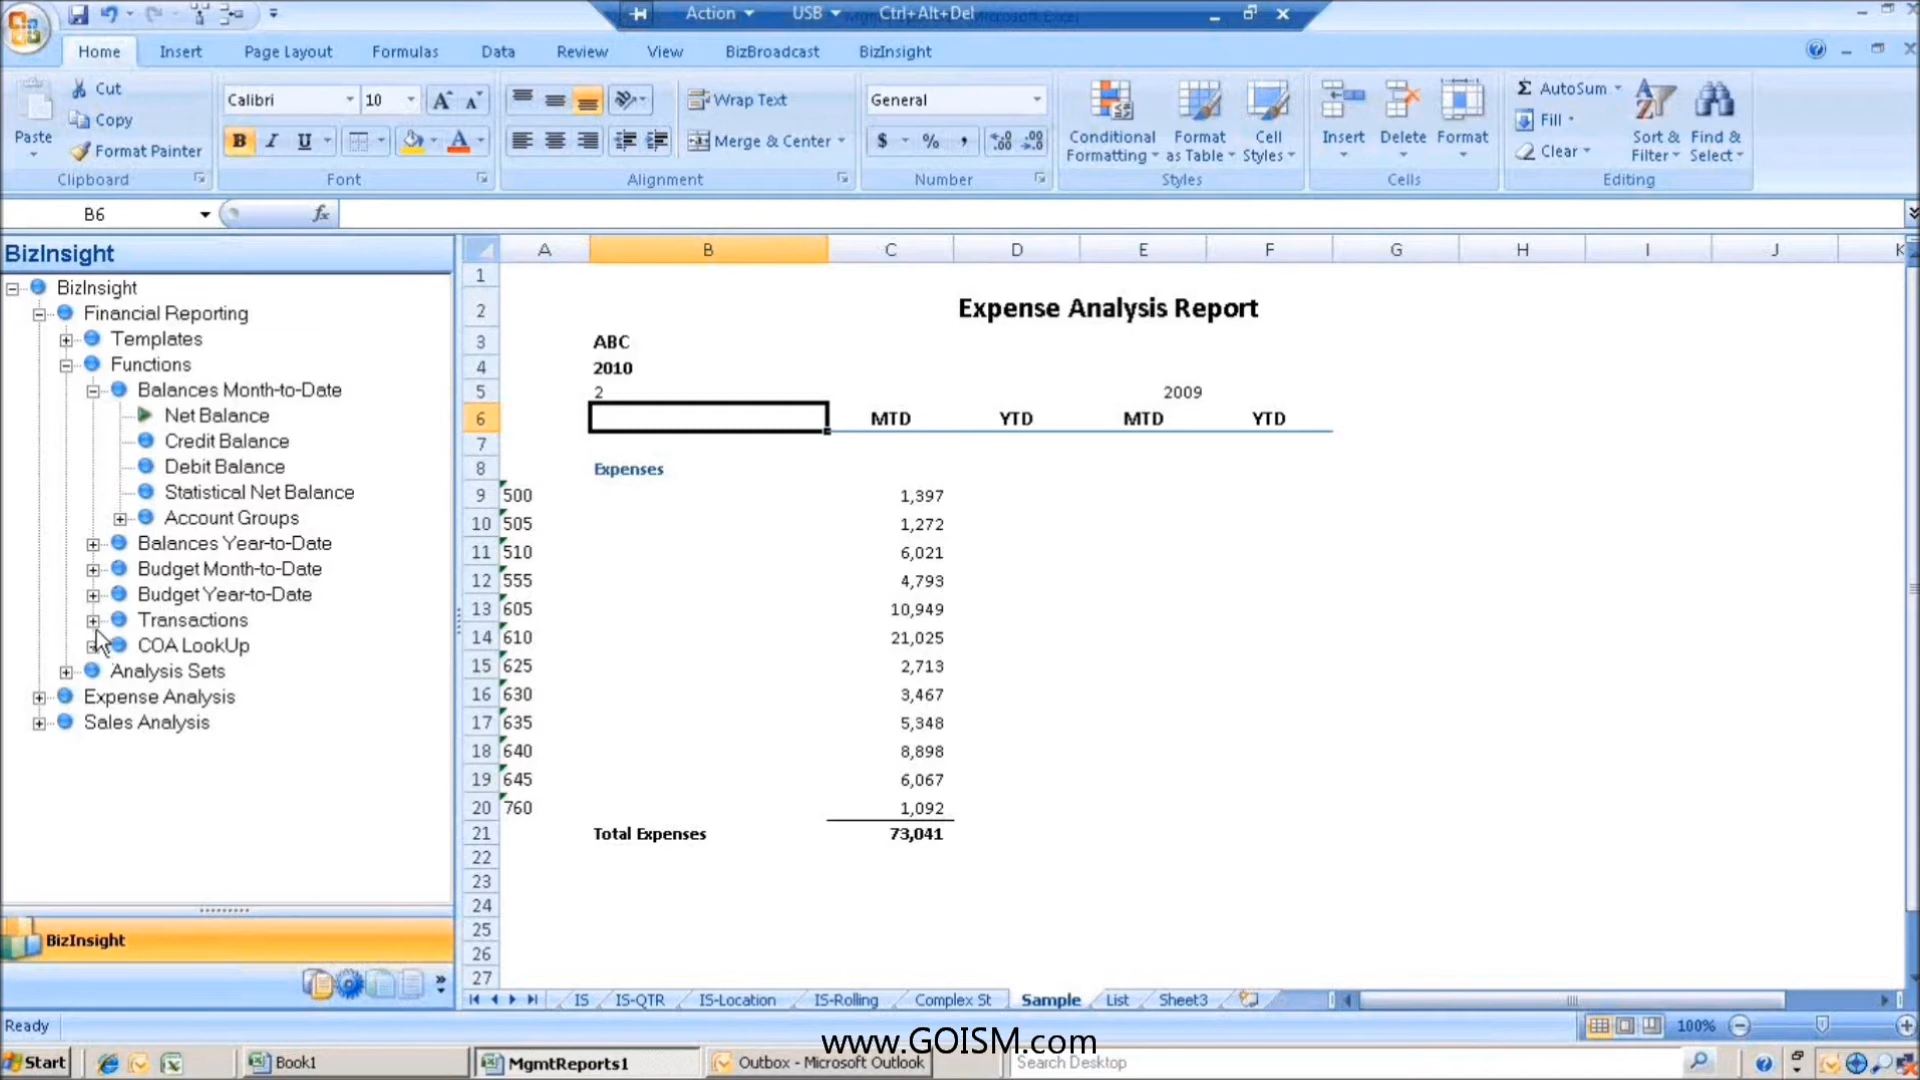 Action USB Ctrl+Alt+Del
Home Insert Page Layout Formulas Data Review View BizBroadcast BizInsight
Paste
Cut
Copy
Format Painter
Clipboard
Calibri 10
B I U
Font
Wrap Text
Merge & Center
Alignment
General
$ % ,
Number
Conditional Formatting
Format as Table
Cell Styles
Styles
Insert Delete Format
Cells
Σ AutoSum
Fill
Clear
Sort & Filter
Find & Select
Editing
B6 fx
BizInsight
BizInsight
Financial Reporting
Templates
Functions
Balances Month-to-Date
Net Balance
Credit Balance
Debit Balance
Statistical Net Balance
Account Groups
Balances Year-to-Date
Budget Month-to-Date
Budget Year-to-Date
Transactions
COA LookUp
Analysis Sets
Expense Analysis
Sales Analysis
BizInsight
A B C D E F G H I J K
1
2 Expense Analysis Report
3 ABC
4 2010
5 2 2009
6 MTD YTD MTD YTD
7
8 Expenses
9 500 1,397
10 505 1,272
11 510 6,021
12 555 4,793
13 605 10,949
14 610 21,025
15 625 2,713
16 630 3,467
17 635 5,348
18 640 8,898
19 645 6,067
20 760 1,092
21 Total Expenses 73,041
22
23
24
25
26
27
IS IS-QTR IS-Location IS-Rolling Complex St Sample List Sheet3
Ready 100%
www.GOISM.com
Start Book1 MgmtReports1 Outbox - Microsoft Outlook Search Desktop